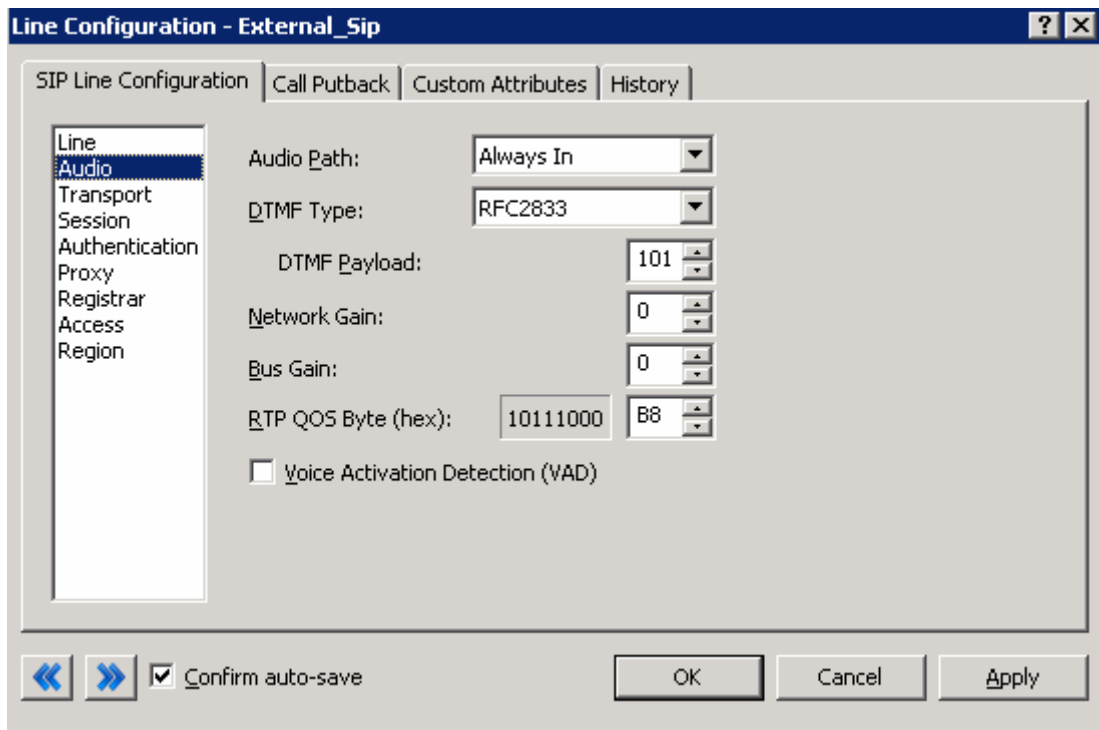 Line Configuration - External_Sip
SIP Line Configuration
Call Putback
Custom Attributes
History
Line
Audio
Transport
Session
Authentication
Proxy
Registrar
Access
Region
Audio Path: Always In
DTMF Type: RFC2833
DTMF Payload: 101
Network Gain: 0
Bus Gain: 0
RTP QOS Byte (hex): 10111000 B8
Voice Activation Detection (VAD)
Confirm auto-save
OK
Cancel
Apply